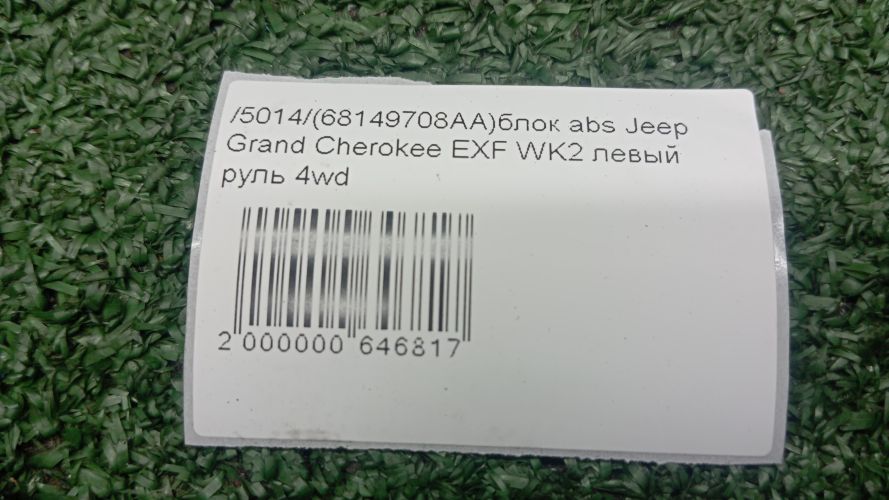 /5014/(68149708AA)блок abs Jeep
Grand Cherokee EXF WK2 левый
руль 4wd
2 000000 646817